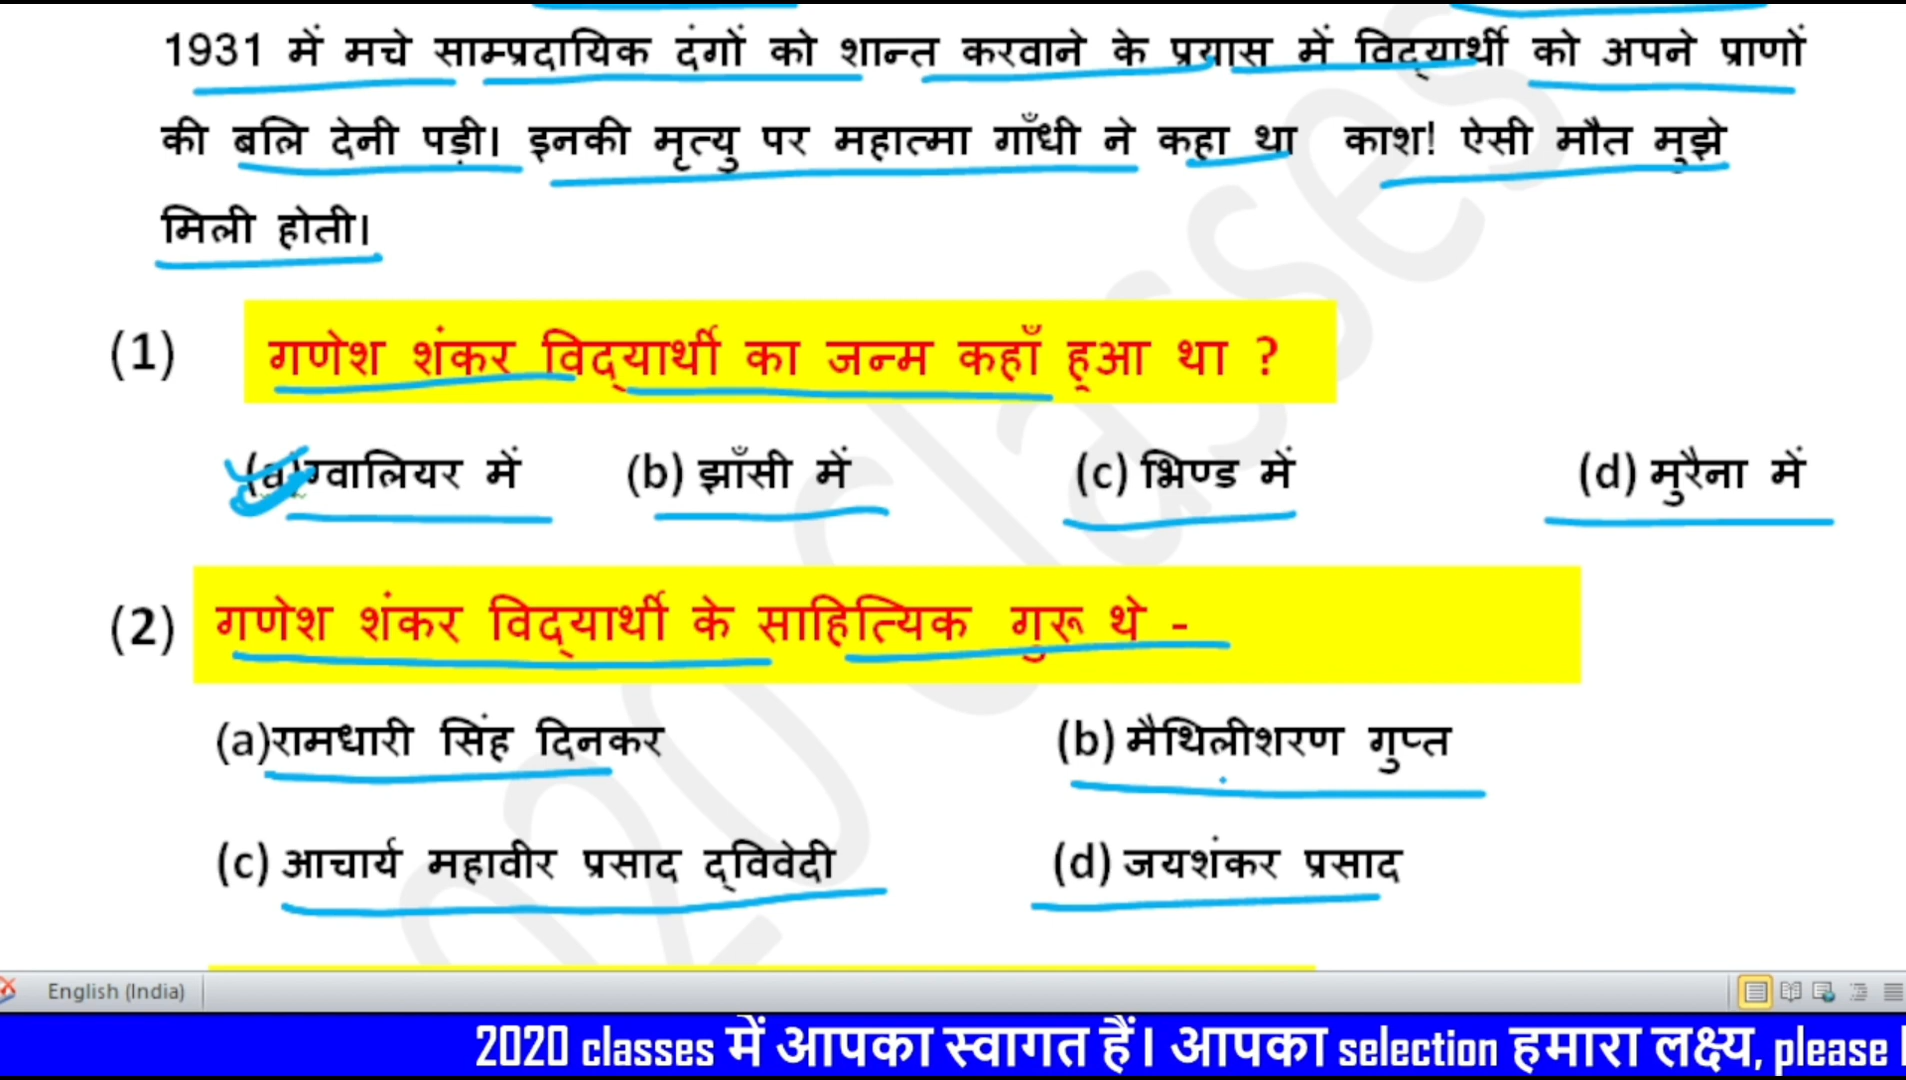 1931 में मचे साम्प्रदायिक दंगों को शान्त करवाने के प्रयास में विद्यार्थी को अपने प्राणों
की बलि देनी पड़ी। इनकी मृत्यु पर महात्मा गाँधी ने कहा था काश! ऐसी मौत मुझे
मिली होती।
(1) गणेश शंकर विद्यार्थी का जन्म कहाँ हुआ था ?
(a) ग्वालियर में (b) झाँसी में (c) भिण्ड में (d) मुरैना में
(2) गणेश शंकर विद्यार्थी के साहित्यिक गुरू थे -
(a)रामधारी सिंह दिनकर (b) मैथिलीशरण गुप्त
(c) आचार्य महावीर प्रसाद द्विवेदी (d) जयशंकर प्रसाद
2020 classes
English (India)
2020 classes में आपका स्वागत हैं। आपका selection हमारा लक्ष्य, please